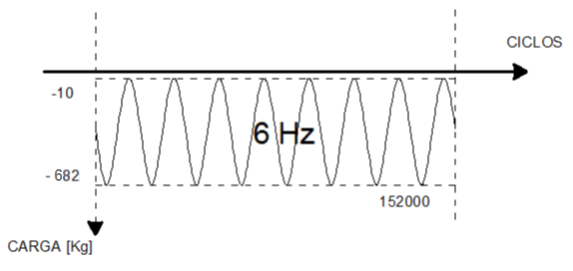 CICLOS
-10
6 Hz
- 682
152000
CARGA [Kg]